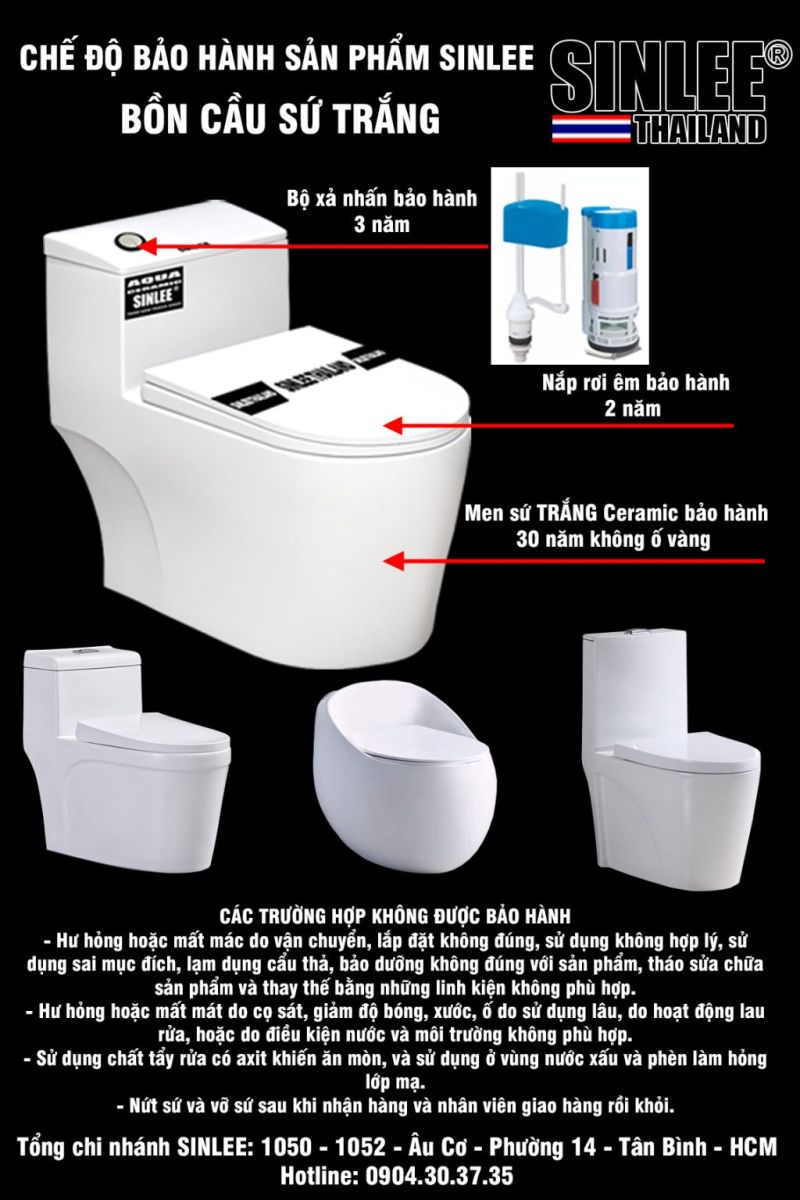 CHẾ ĐỘ BẢO HÀNH SẢN PHẨM SINLEE
BỒN CẦU SỨ TRẮNG
SINLEE®
THAILAND
Bộ xả nhấn bảo hành
3 năm
AQUA
CERAMIC
SINLEE
SINLEE THAILAND
Nắp rơi êm bảo hành
2 năm
Men sứ TRẮNG Ceramic bảo hành
30 năm không ố vàng
CÁC TRƯỜNG HỢP KHÔNG ĐƯỢC BẢO HÀNH
- Hư hỏng hoặc mất mác do vận chuyển, lắp đặt không đúng, sử dụng không hợp lý, sử
dụng sai mục đích, lạm dụng cẩu thả, bảo dưỡng không đúng với sản phẩm, tháo sửa chữa
sản phẩm và thay thế bằng những linh kiện không phù hợp.
- Hư hỏng hoặc mất mát do cọ sát, giảm độ bóng, xước, ố do sử dụng lâu, do hoạt động lau
rửa, hoặc do điều kiện nước và môi trường không phù hợp.
- Sử dụng chất tẩy rửa có axit khiến ăn mòn, và sử dụng ở vùng nước xấu và phèn làm hỏng
lớp mạ.
- Nứt sứ và vỡ sứ sau khi nhận hàng và nhân viên giao hàng rồi khỏi.
Tổng chi nhánh SINLEE: 1050 - 1052 - Âu Cơ - Phường 14 - Tân Bình - HCM
Hotline: 0904.30.37.35